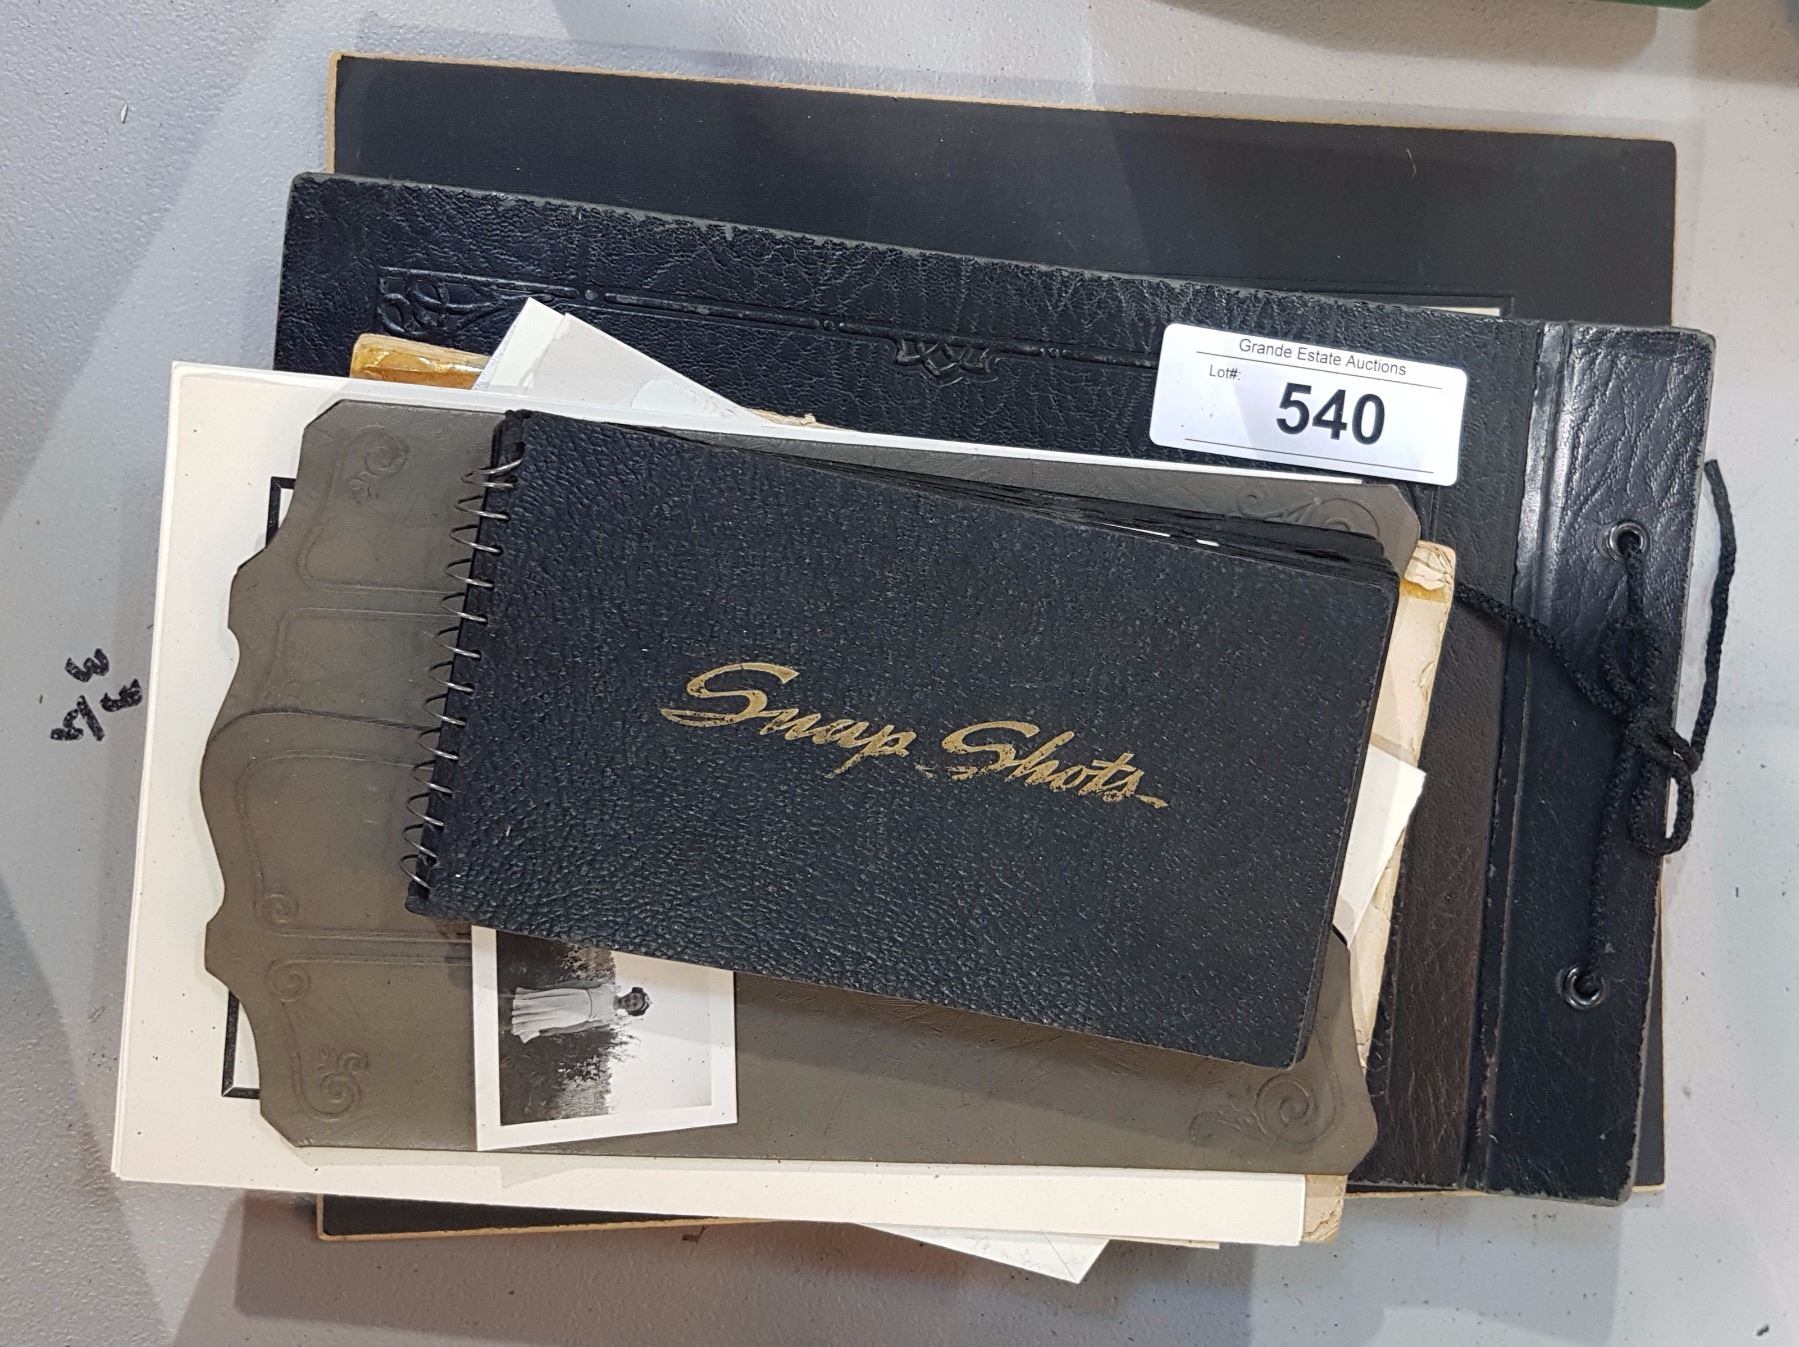 Grande Estate Auctions
Lot#:
540
Snap-Shots